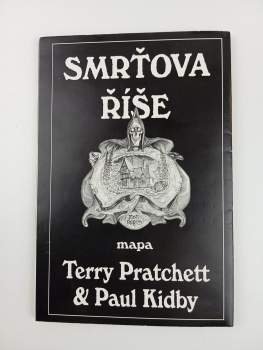 SMRŤOVA
ŘÍŠE
mapa
Terry Pratchett
& Paul Kidby